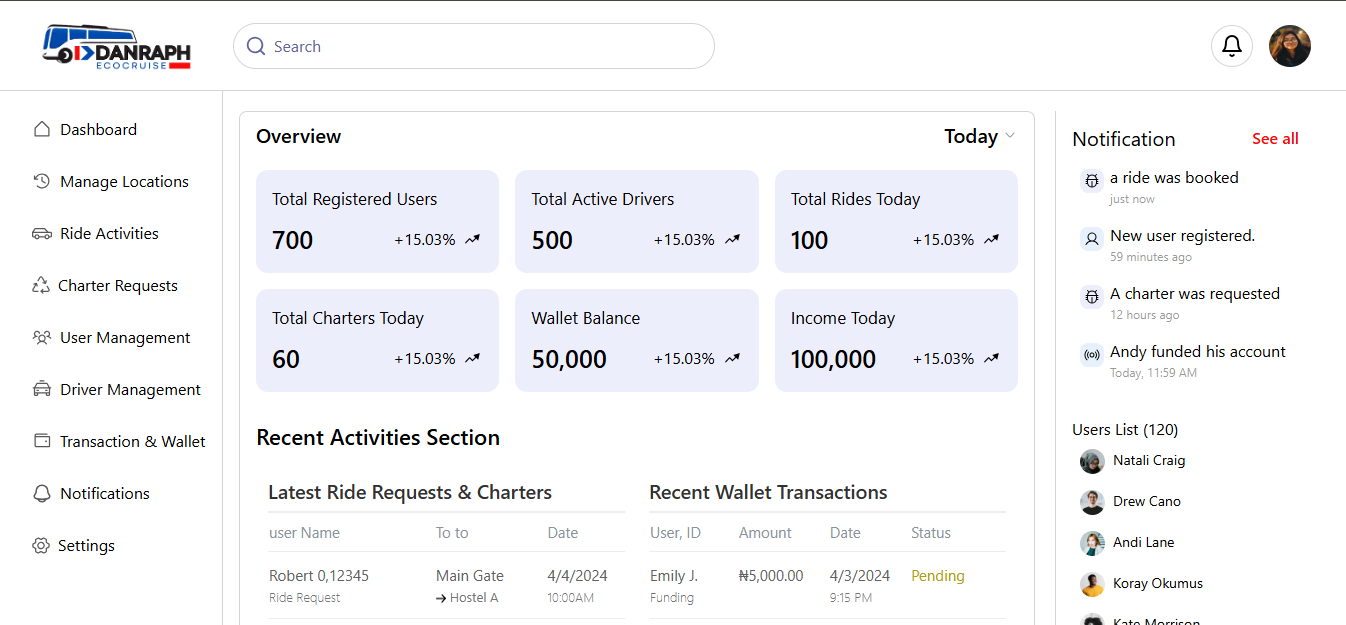 DANRAPH
ECOCRUISE
Search
Dashboard
Manage Locations
Ride Activities
Charter Requests
User Management
Driver Management
Transaction & Wallet
Notifications
Settings
Overview
Today
Total Registered Users
700 +15.03%
Total Active Drivers
500 +15.03%
Total Rides Today
100 +15.03%
Total Charters Today
60 +15.03%
Wallet Balance
50,000 +15.03%
Income Today
100,000 +15.03%
Recent Activities Section
Latest Ride Requests & Charters
user Name To to Date
Robert 0,12345 Main Gate 4/4/2024
Ride Request → Hostel A 10:00AM
Recent Wallet Transactions
User, ID Amount Date Status
Emily J. ₦5,000.00 4/3/2024 Pending
Funding 9:15 PM
Notification See all
a ride was booked
just now
New user registered.
59 minutes ago
A charter was requested
12 hours ago
Andy funded his account
Today, 11:59 AM
Users List (120)
Natali Craig
Drew Cano
Andi Lane
Koray Okumus
Kate Morrison